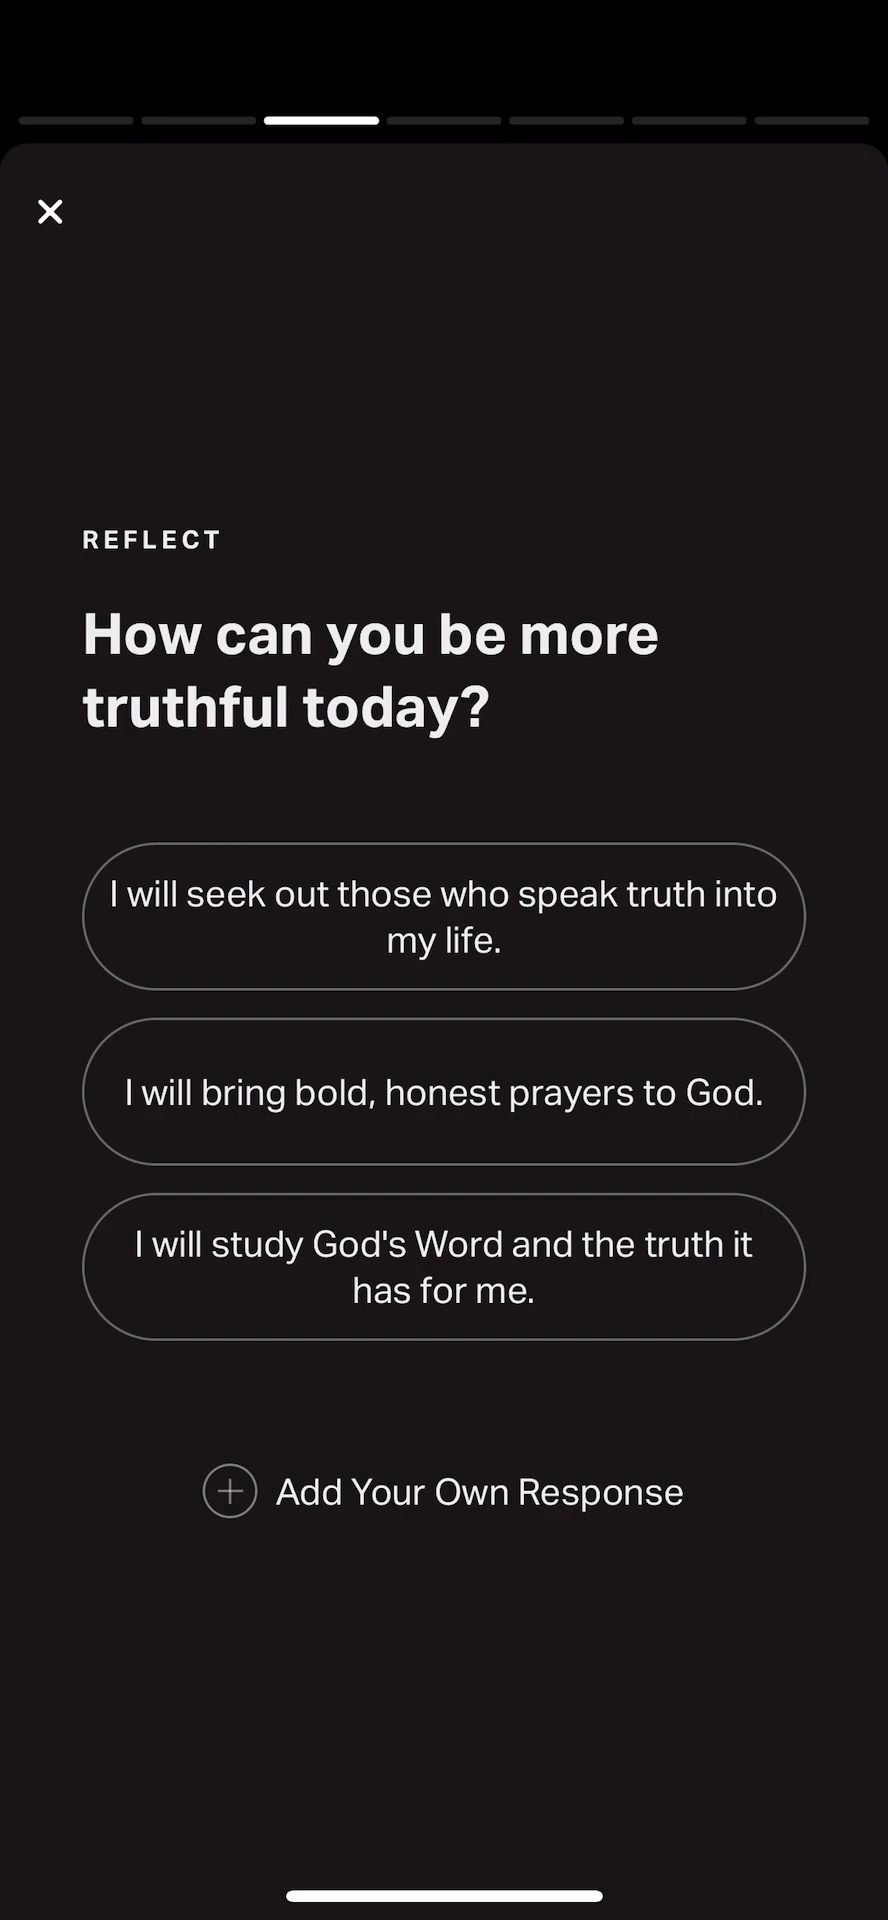 REFLECT
How can you be more
truthful today?
I will seek out those who speak truth into
my life.
I will bring bold, honest prayers to God.
I will study God's Word and the truth it
has for me.
Add Your Own Response